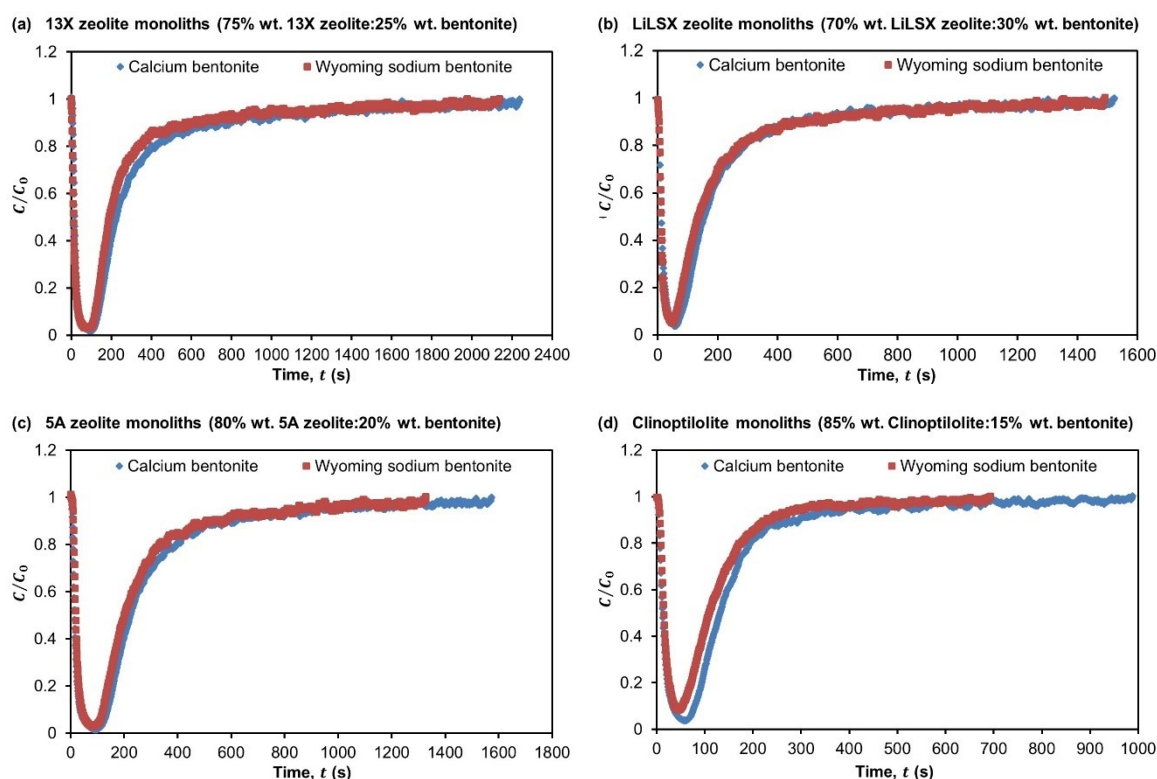 (a) 13X zeolite monoliths (75% wt. 13X zeolite:25% wt. bentonite)
1.2
1
0.8
0.6
0.4
0.2
0
C/C₀
Calcium bentonite Wyoming sodium bentonite
0 200 400 600 800 1000 1200 1400 1600 1800 2000 2200 2400
Time, t (s)
(b) LiLSX zeolite monoliths (70% wt. LiLSX zeolite:30% wt. bentonite)
1.2
1
0.8
0.6
0.4
0.2
0
C/C₀
Calcium bentonite Wyoming sodium bentonite
0 200 400 600 800 1000 1200 1400 1600
Time, t (s)
(c) 5A zeolite monoliths (80% wt. 5A zeolite:20% wt. bentonite)
1.2
1
0.8
0.6
0.4
0.2
0
C/C₀
Calcium bentonite Wyoming sodium bentonite
0 200 400 600 800 1000 1200 1400 1600 1800
Time, t (s)
(d) Clinoptilolite monoliths (85% wt. Clinoptilolite:15% wt. bentonite)
1.2
1
0.8
0.6
0.4
0.2
0
C/C₀
Calcium bentonite Wyoming sodium bentonite
0 100 200 300 400 500 600 700 800 900 1000
Time, t (s)